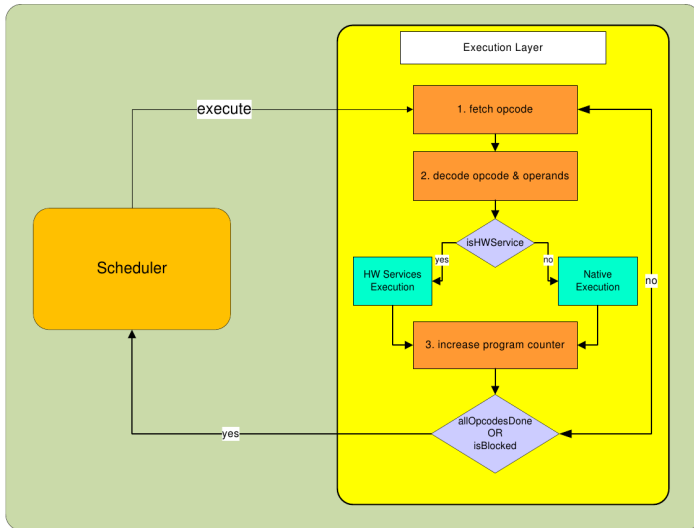 Execution Layer
execute
1. fetch opcode
2. decode opcode & operands
isHWService
yes
no
Scheduler
HW Services
Execution
Native
Execution
no
3. increase program counter
allOpcodesDone
OR
isBlocked
yes